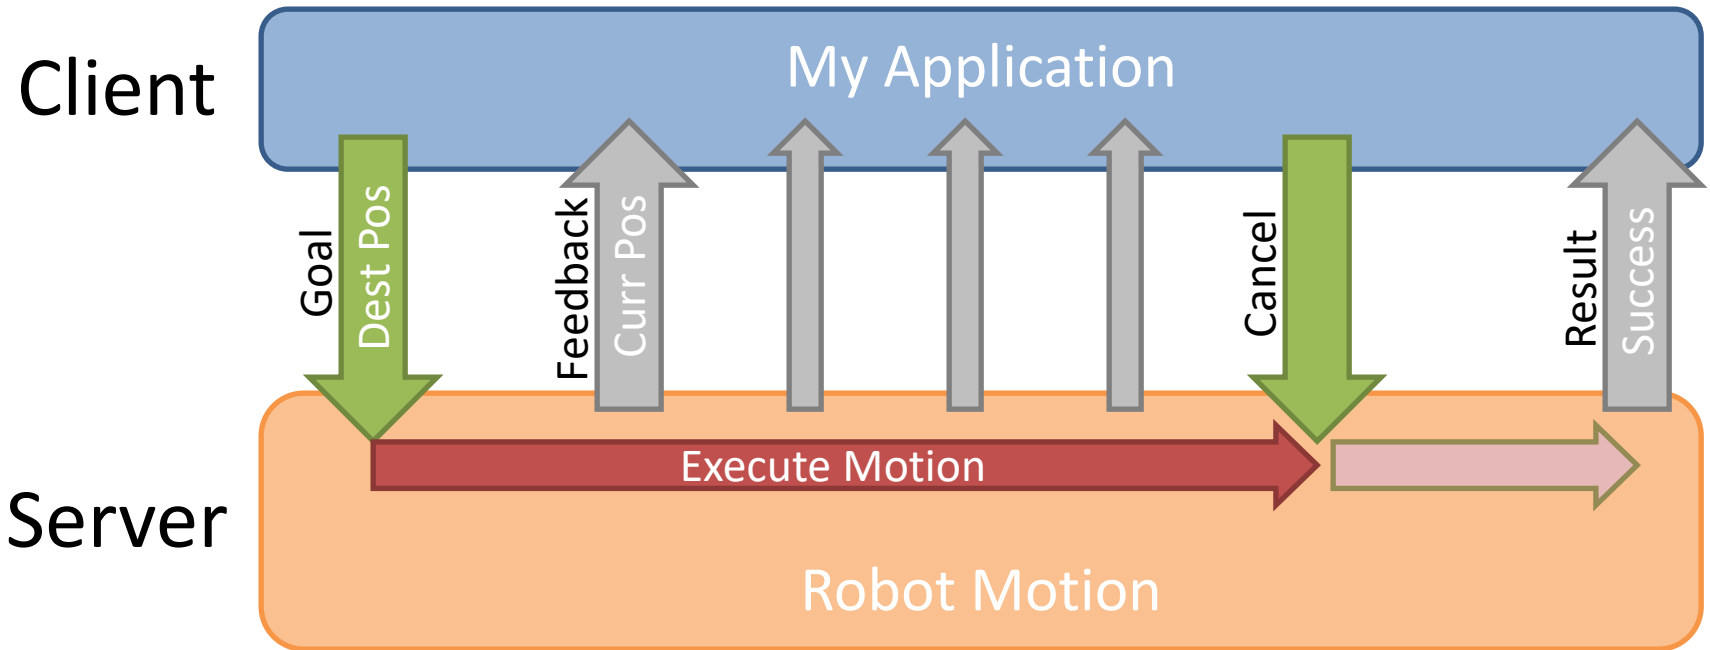 Client
My Application
Goal
Dest Pos
Feedback
Curr Pos
Cancel
Result
Success
Execute Motion
Server
Robot Motion